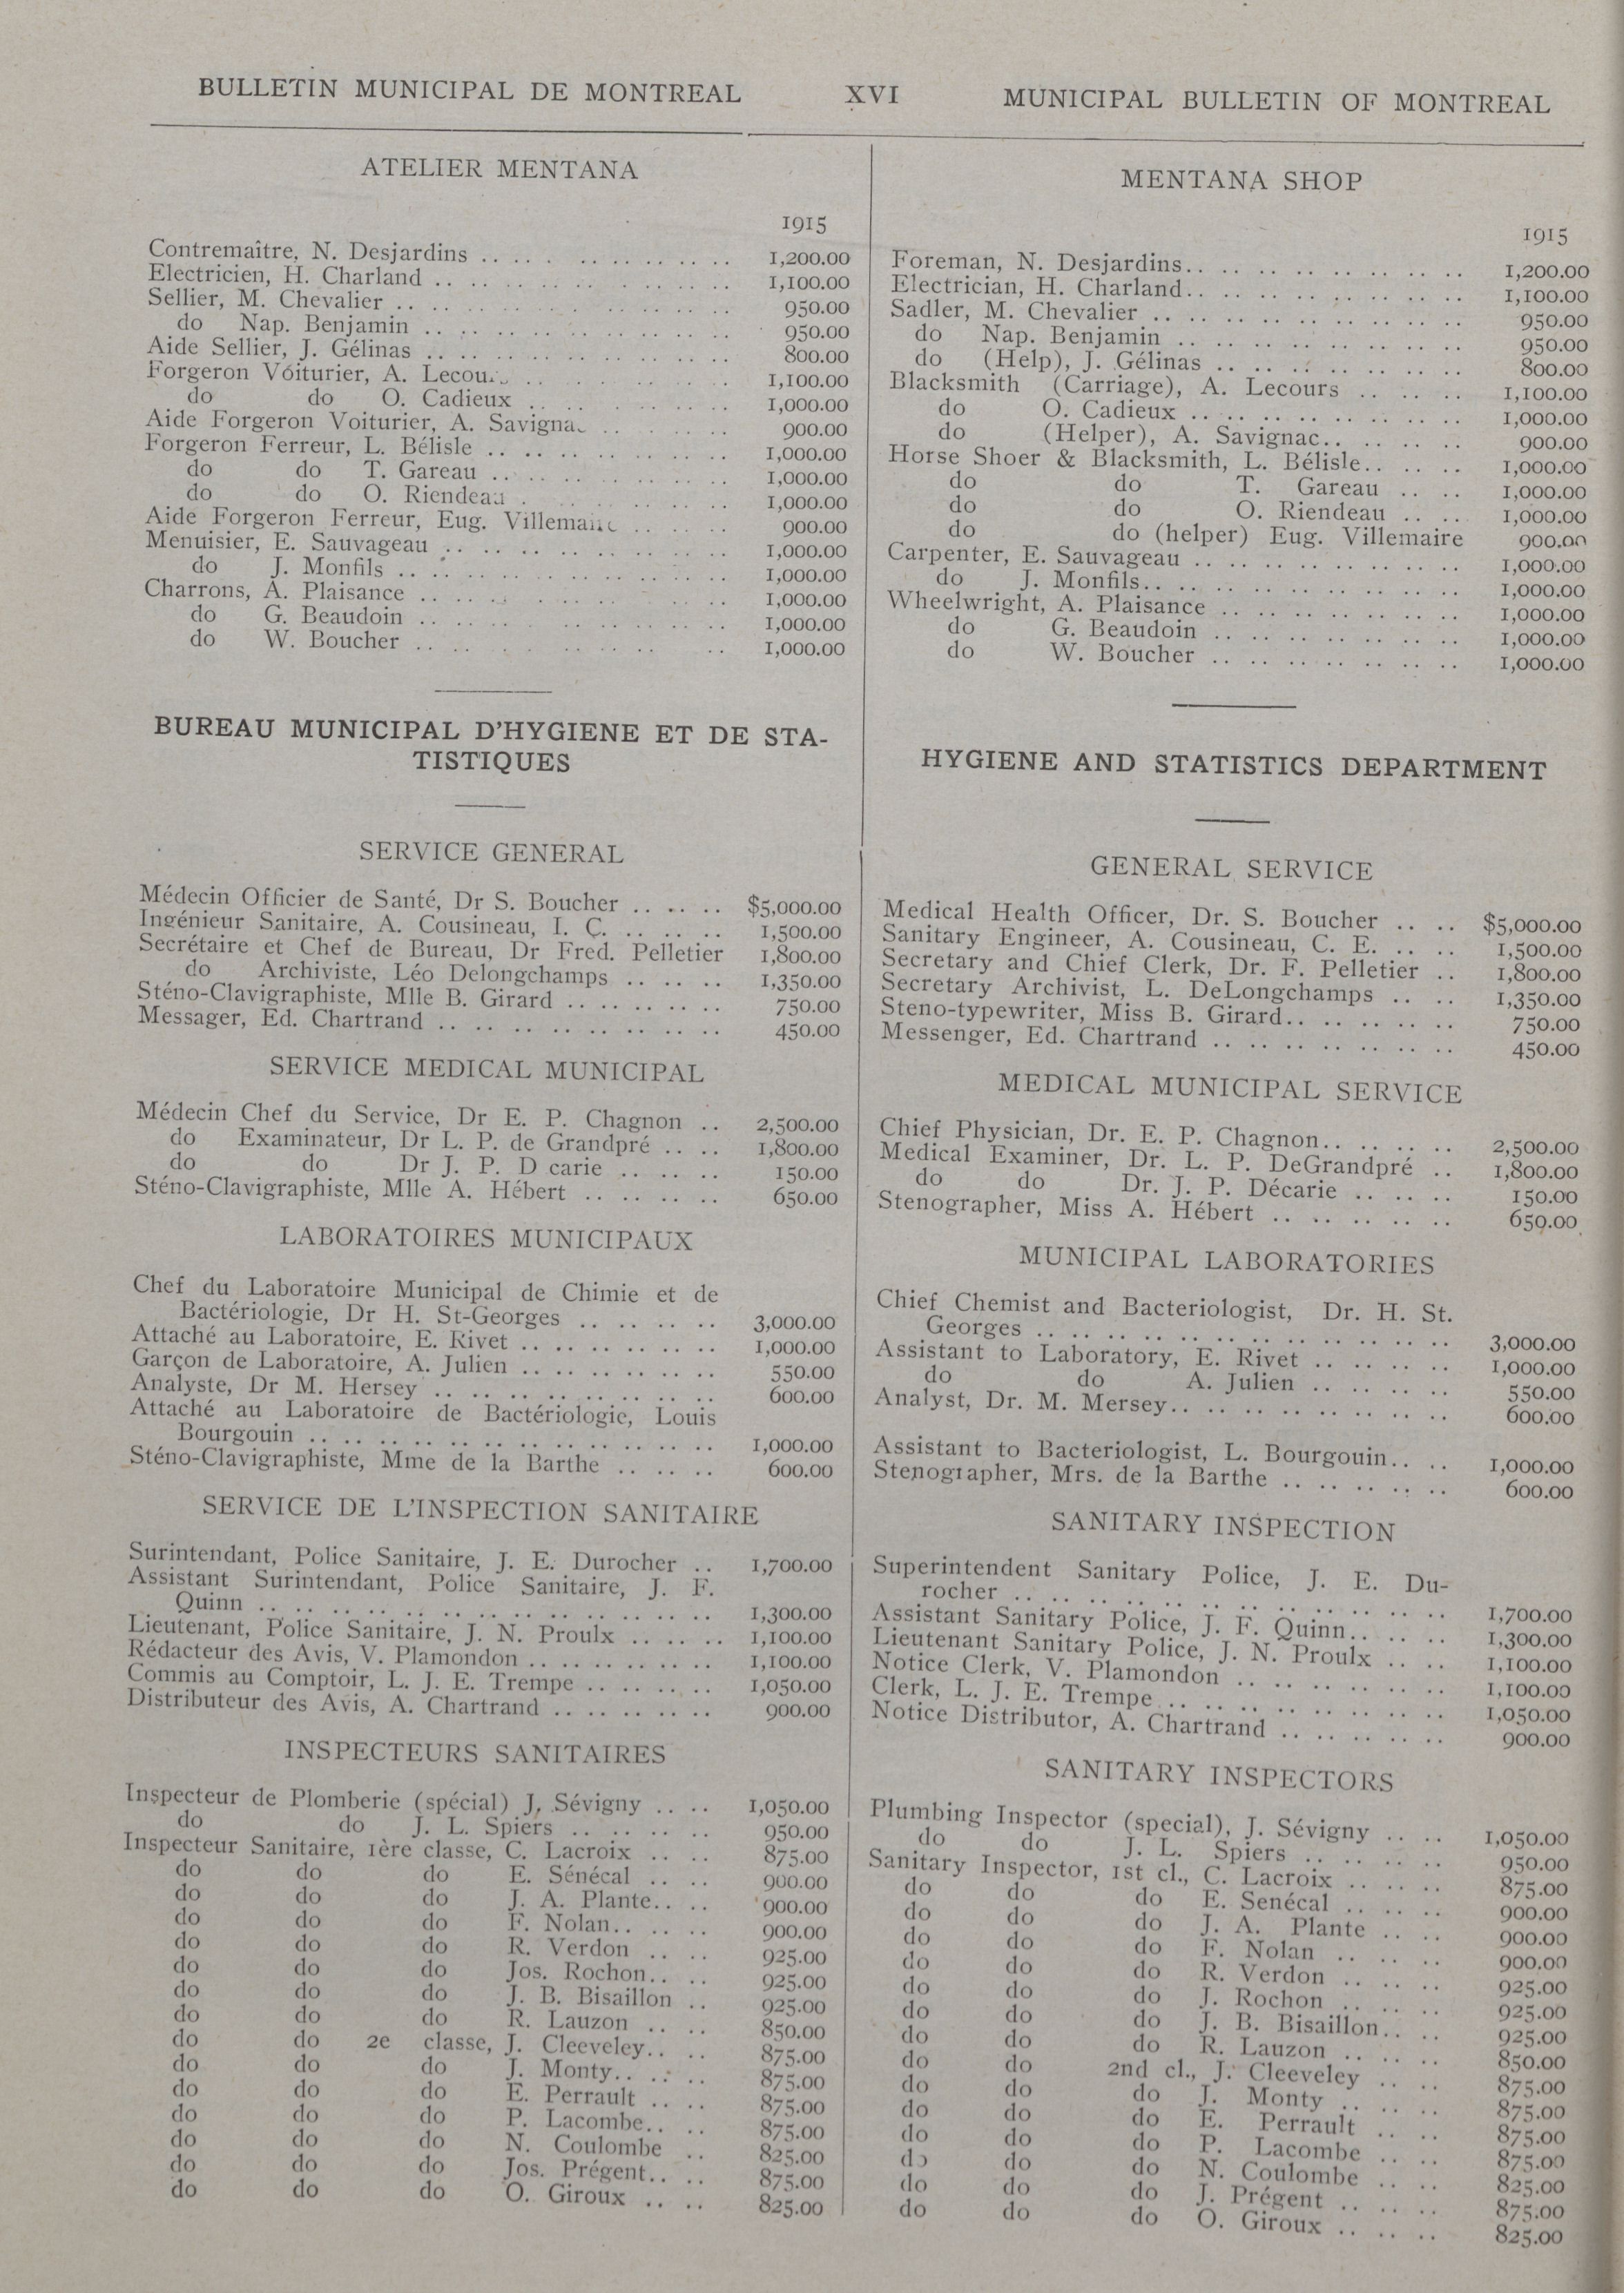 BULLETIN MUNICIPAL DE MONTREAL XVI MUNICIPAL BULLETIN OF MONTREAL
ATELIER MENTANA
1915
Contremaître, N. Desjardins .. .. .. .. .. .. .. 1,200.00
Electricien, H. Charland .. .. .. .. .. .. .. .. 1,100.00
Sellier, M. Chevalier .. .. .. .. .. .. .. .. .. 950.00
do Nap. Benjamin .. .. .. .. .. .. .. .. 950.00
Aide Sellier, J. Gélinas .. .. .. .. .. .. .. .. 800.00
Forgeron Voiturier, A. Lecou.. .. .. .. .. .. .. 1,100.00
do do O. Cadieux .. .. .. .. .. .. 1,000.00
Aide Forgeron Voiturier, A. Savignac .. .. .. .. 900.00
Forgeron Ferreur, L. Bélisle .. .. .. .. .. .. .. 1,000.00
do do T. Gareau .. .. .. .. .. .. .. 1,000.00
do do O. Riendeau . .. .. .. .. .. 1,000.00
Aide Forgeron Ferreur, Eug. Villemaire .. .. .. 900.00
Menuisier, E. Sauvageau .. .. .. .. .. .. .. .. 1,000.00
do J. Monfils .. .. .. .. .. .. .. .. .. 1,000.00
Charrons, A. Plaisance .. .. .. .. .. .. .. .. 1,000.00
do G. Beaudoin .. .. .. .. .. .. .. .. .. 1,000.00
do W. Boucher .. .. .. .. .. .. .. .. 1,000.00
BUREAU MUNICIPAL D'HYGIENE ET DE STA-
TISTIQUES
SERVICE GENERAL
Médecin Officier de Santé, Dr S. Boucher .. .. .. $5,000.00
Ingénieur Sanitaire, A. Cousineau, I. C. .. .. .. 1,500.00
Secrétaire et Chef de Bureau, Dr Fred. Pelletier 1,800.00
do Archiviste, Léo Delongchamps .. .. .. 1,350.00
Sténo-Clavigraphiste, Mlle B. Girard .. .. .. .. 750.00
Messager, Ed. Chartrand .. .. .. .. .. .. .. .. 450.00
SERVICE MEDICAL MUNICIPAL
Médecin Chef du Service, Dr E. P. Chagnon .. 2,500.00
do Examinateur, Dr L. P. de Grandpré .. .. 1,800.00
do do Dr J. P. D carie .. .. .. 150.00
Sténo-Clavigraphiste, Mlle A. Hébert .. .. .. .. 650.00
LABORATOIRES MUNICIPAUX
Chef du Laboratoire Municipal de Chimie et de
Bactériologie, Dr H. St-Georges .. .. .. .. 3,000.00
Attaché au Laboratoire, E. Rivet .. .. .. .. .. .. 1,000.00
Garçon de Laboratoire, A. Julien .. .. .. .. .. .. 550.00
Analyste, Dr M. Hersey .. .. .. .. .. .. .. .. 600.00
Attaché au Laboratoire de Bactériologie, Louis
Bourgouin .. .. .. .. .. .. .. .. .. .. .. .. 1,000.00
Sténo-Clavigraphiste, Mme de la Barthe .. .. .. 600.00
SERVICE DE L'INSPECTION SANITAIRE
Surintendant, Police Sanitaire, J. E. Durocher .. 1,700.00
Assistant Surintendant, Police Sanitaire, J. F.
Quinn .. .. .. .. .. .. .. .. .. .. .. .. .. 1,300.00
Lieutenant, Police Sanitaire, J. N. Proulx .. .. .. 1,100.00
Rédacteur des Avis, V. Plamondon .. .. .. .. .. .. 1,100.00
Commis au Comptoir, L. J. E. Trempe .. .. .. .. 1,050.00
Distributeur des Avis, A. Chartrand .. .. .. .. .. 900.00
INSPECTEURS SANITAIRES
Inspecteur de Plomberie (spécial) J. Sévigny .. .. 1,050.00
do do J. L. Spiers .. .. .. .. 950.00
Inspecteur Sanitaire, 1ère classe, C. Lacroix .. .. 875.00
do do do E. Sénécal .. .. 900.00
do do do J. A. Plante.. .. 900.00
do do do F. Nolan.. .. .. 900.00
do do do R. Verdon .. .. 925.00
do do do Jos. Rochon.. .. 925.00
do do do J. B. Bisaillon .. 925.00
do do do R. Lauzon .. .. 850.00
do do 2e classe, J. Cleeveley.. .. 875.00
do do do J. Monty.. .. .. 875.00
do do do E. Perrault .. .. 875.00
do do do P. Lacombe.. .. 875.00
do do do N. Coulombe .. 825.00
do do do Jos. Prégent.. .. 875.00
do do do O. Giroux .. .. 825.00
MENTANA SHOP
1915
Foreman, N. Desjardins.. .. .. .. .. .. .. .. 1,200.00
Electrician, H. Charland.. .. .. .. .. .. .. .. 1,100.00
Sadler, M. Chevalier .. .. .. .. .. .. .. .. .. 950.00
do Nap. Benjamin .. .. .. .. .. .. .. .. 950.00
do (Help), J. Gélinas .. .. .. .. .. .. .. 800.00
Blacksmith (Carriage), A. Lecours .. .. .. 1,100.00
do O. Cadieux .. .. .. .. .. .. .. 1,000.00
do (Helper), A. Savignac.. .. .. .. 900.00
Horse Shoer & Blacksmith, L. Bélisle.. .. .. 1,000.00
do do T. Gareau .. .. 1,000.00
do do O. Riendeau .. .. 1,000.00
do do (helper) Eug. Villemaire 900.00
Carpenter, E. Sauvageau .. .. .. .. .. .. .. .. 1,000.00
do J. Monfils.. .. .. .. .. .. .. .. .. 1,000.00
Wheelwright, A. Plaisance .. .. .. .. .. .. .. 1,000.00
do G. Beaudoin .. .. .. .. .. .. .. 1,000.00
do W. Boucher .. .. .. .. .. .. .. 1,000.00
HYGIENE AND STATISTICS DEPARTMENT
GENERAL SERVICE
Medical Health Officer, Dr. S. Boucher .. .. $5,000.00
Sanitary Engineer, A. Cousineau, C. E. .. .. 1,500.00
Secretary and Chief Clerk, Dr. F. Pelletier .. 1,800.00
Secretary Archivist, L. DeLongchamps .. .. 1,350.00
Steno-typewriter, Miss B. Girard.. .. .. .. .. 750.00
Messenger, Ed. Chartrand .. .. .. .. .. .. .. 450.00
MEDICAL MUNICIPAL SERVICE
Chief Physician, Dr. E. P. Chagnon.. .. .. .. 2,500.00
Medical Examiner, Dr. L. P. DeGrandpré .. 1,800.00
do do Dr. J. P. Décarie .. .. .. 150.00
Stenographer, Miss A. Hébert .. .. .. .. .. 650.00
MUNICIPAL LABORATORIES
Chief Chemist and Bacteriologist, Dr. H. St.
Georges .. .. .. .. .. .. .. .. .. .. .. .. 3,000.00
Assistant to Laboratory, E. Rivet .. .. .. .. 1,000.00
do do A. Julien .. .. .. .. 550.00
Analyst, Dr. M. Mersey.. .. .. .. .. .. .. .. 600.00
Assistant to Bacteriologist, L. Bourgouin.. .. 1,000.00
Stenographer, Mrs. de la Barthe .. .. .. .. .. 600.00
SANITARY INSPECTION
Superintendent Sanitary Police, J. E. Du-
rocher .. .. .. .. .. .. .. .. .. .. .. .. 1,700.00
Assistant Sanitary Police, J. F. Quinn.. .. .. 1,300.00
Lieutenant Sanitary Police, J. N. Proulx .. .. 1,100.00
Notice Clerk, V. Plamondon .. .. .. .. .. .. 1,100.00
Clerk, L. J. E. Trempe .. .. .. .. .. .. .. .. 1,050.00
Notice Distributor, A. Chartrand .. .. .. .. .. 900.00
SANITARY INSPECTORS
Plumbing Inspector (special), J. Sévigny .. .. 1,050.00
do do J. L. Spiers .. .. .. .. 950.00
Sanitary Inspector, 1st cl., C. Lacroix .. .. .. 875.00
do do do E. Senécal .. .. .. 900.00
do do do J. A. Plante .. .. 900.00
do do do F. Nolan .. .. .. 900.00
do do do R. Verdon .. .. .. 925.00
do do do J. Rochon .. .. .. 925.00
do do do J. B. Bisaillon.. .. 925.00
do do do R. Lauzon .. .. .. 850.00
do do 2nd cl., J. Cleeveley .. .. 875.00
do do do J. Monty .. .. .. 875.00
do do do E. Perrault .. .. 875.00
do do do P. Lacombe .. .. 875.00
do do do N. Coulombe .. .. 825.00
do do do J. Prégent .. .. .. 875.00
do do do O. Giroux .. .. .. 825.00